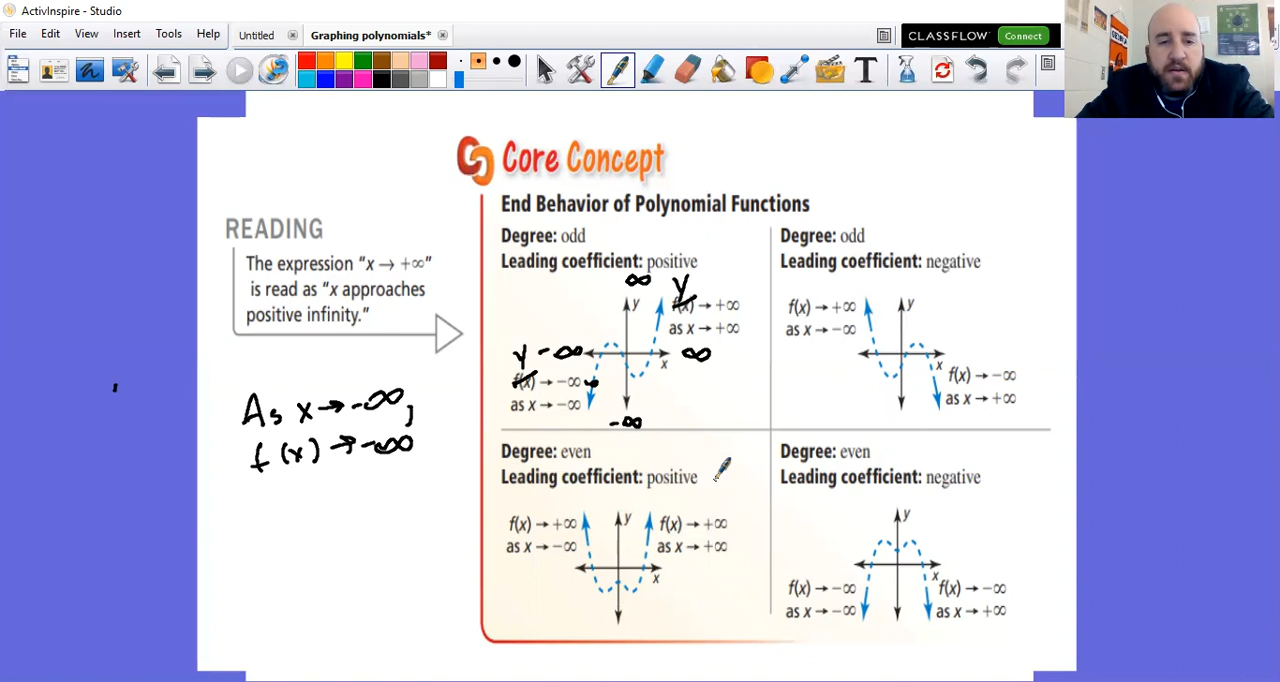 ActivInspire - Studio
File Edit View Insert Tools Help
Untitled
Graphing polynomials*
CLASSFLOW Connect
Core Concept
End Behavior of Polynomial Functions
READING
The expression “x → +∞”
is read as “x approaches
positive infinity.”
As x → -∞,
f(x) → -∞
Degree: odd
Leading coefficient: positive
∞
y
Y
f(x) → +∞
as x → +∞
Y -∞
∞
x
f(x) → −∞
as x → −∞
-∞
Degree: odd
Leading coefficient: negative
f(x) → +∞
as x → −∞
y
x
f(x) → −∞
as x → +∞
Degree: even
Leading coefficient: positive
f(x) → +∞
as x → −∞
y
f(x) → +∞
as x → +∞
x
Degree: even
Leading coefficient: negative
y
x
f(x) → −∞
as x → −∞
f(x) → −∞
as x → +∞